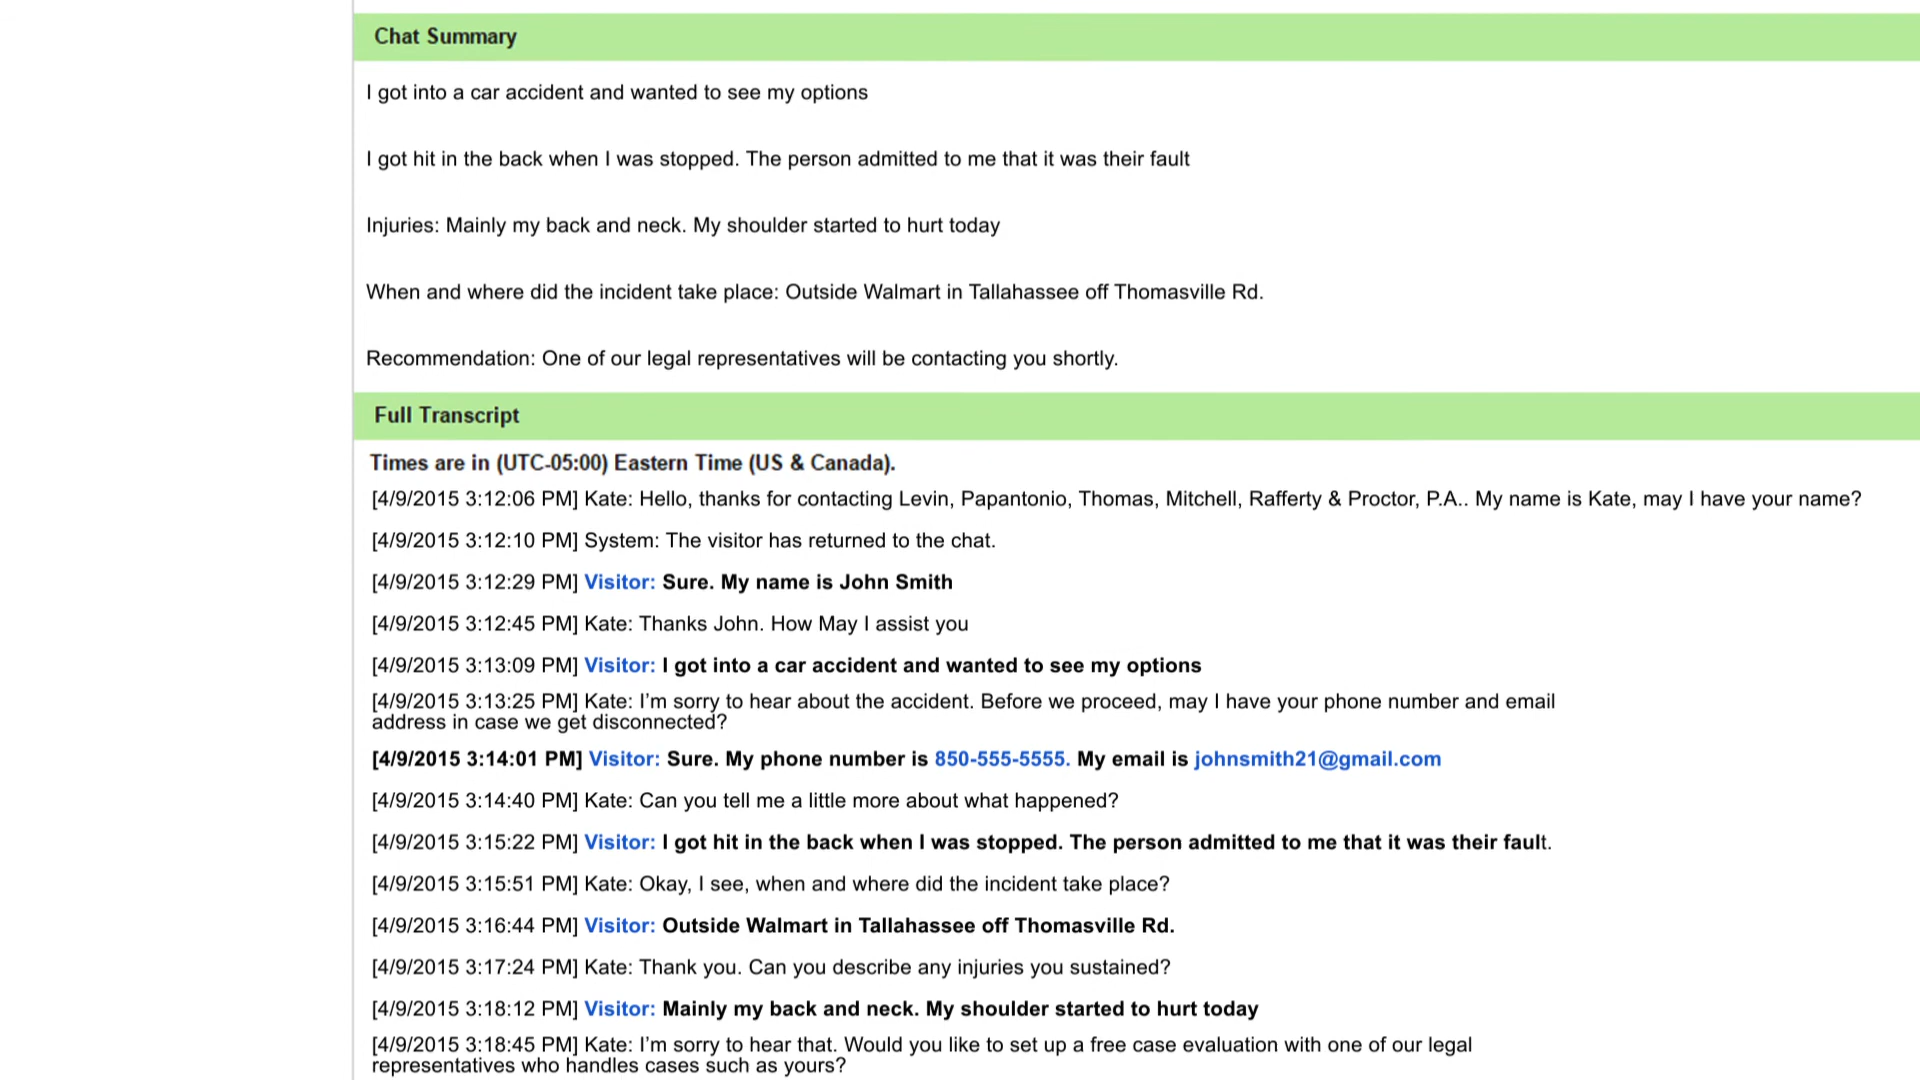 Chat Summary
I got into a car accident and wanted to see my options
I got hit in the back when I was stopped. The person admitted to me that it was their fault
Injuries: Mainly my back and neck. My shoulder started to hurt today
When and where did the incident take place: Outside Walmart in Tallahassee off Thomasville Rd.
Recommendation: One of our legal representatives will be contacting you shortly.
Full Transcript
Times are in (UTC-05:00) Eastern Time (US & Canada).
[4/9/2015 3:12:06 PM] Kate: Hello, thanks for contacting Levin, Papantonio, Thomas, Mitchell, Rafferty & Proctor, P.A.. My name is Kate, may I have your name?
[4/9/2015 3:12:10 PM] System: The visitor has returned to the chat.
[4/9/2015 3:12:29 PM] Visitor: Sure. My name is John Smith
[4/9/2015 3:12:45 PM] Kate: Thanks John. How May I assist you
[4/9/2015 3:13:09 PM] Visitor: I got into a car accident and wanted to see my options
[4/9/2015 3:13:25 PM] Kate: I'm sorry to hear about the accident. Before we proceed, may I have your phone number and email
address in case we get disconnected?
[4/9/2015 3:14:01 PM] Visitor: Sure. My phone number is 850-555-5555. My email is johnsmith21@gmail.com
[4/9/2015 3:14:40 PM] Kate: Can you tell me a little more about what happened?
[4/9/2015 3:15:22 PM] Visitor: I got hit in the back when I was stopped. The person admitted to me that it was their fault.
[4/9/2015 3:15:51 PM] Kate: Okay, I see, when and where did the incident take place?
[4/9/2015 3:16:44 PM] Visitor: Outside Walmart in Tallahassee off Thomasville Rd.
[4/9/2015 3:17:24 PM] Kate: Thank you. Can you describe any injuries you sustained?
[4/9/2015 3:18:12 PM] Visitor: Mainly my back and neck. My shoulder started to hurt today
[4/9/2015 3:18:45 PM] Kate: I'm sorry to hear that. Would you like to set up a free case evaluation with one of our legal
representatives who handles cases such as yours?